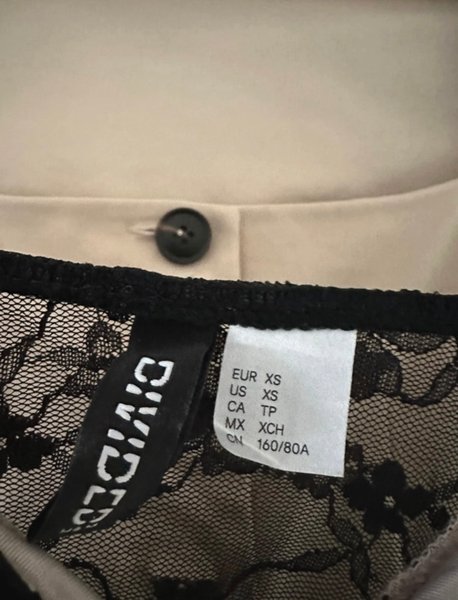 DIVIDED
EUR XS
US XS
CA TP
MX XCH
CN 160/80A